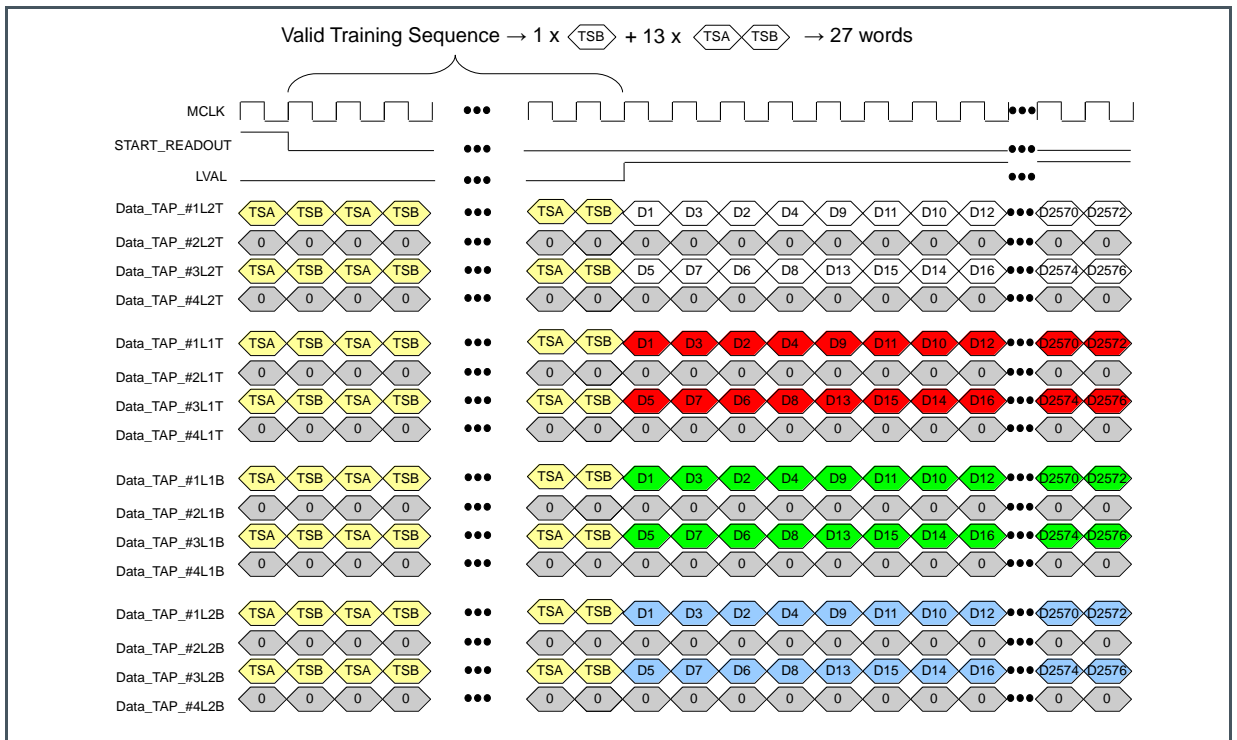 Valid Training Sequence → 1 x TSB + 13 x TSA TSB → 27 words
MCLK
START_READOUT
LVAL
Data_TAP_#1L2T TSA TSB TSA TSB ••• TSA TSB D1 D3 D2 D4 D9 D11 D10 D12 ••• D2570 D2572
Data_TAP_#2L2T 0 0 0 0 ••• 0 0 0 0 0 0 0 0 0 0 ••• 0 0
Data_TAP_#3L2T TSA TSB TSA TSB ••• TSA TSB D5 D7 D6 D8 D13 D15 D14 D16 ••• D2574 D2576
Data_TAP_#4L2T 0 0 0 0 ••• 0 0 0 0 0 0 0 0 0 0 ••• 0 0
Data_TAP_#1L1T TSA TSB TSA TSB ••• TSA TSB D1 D3 D2 D4 D9 D11 D10 D12 ••• D2570 D2572
Data_TAP_#2L1T 0 0 0 0 ••• 0 0 0 0 0 0 0 0 0 0 ••• 0 0
Data_TAP_#3L1T TSA TSB TSA TSB ••• TSA TSB D5 D7 D6 D8 D13 D15 D14 D16 ••• D2574 D2576
Data_TAP_#4L1T 0 0 0 0 ••• 0 0 0 0 0 0 0 0 0 0 ••• 0 0
Data_TAP_#1L1B TSA TSB TSA TSB ••• TSA TSB D1 D3 D2 D4 D9 D11 D10 D12 ••• D2570 D2572
Data_TAP_#2L1B 0 0 0 0 ••• 0 0 0 0 0 0 0 0 0 0 ••• 0 0
Data_TAP_#3L1B TSA TSB TSA TSB ••• TSA TSB D5 D7 D6 D8 D13 D15 D14 D16 ••• D2574 D2576
Data_TAP_#4L1B 0 0 0 0 ••• 0 0 0 0 0 0 0 0 0 0 ••• 0 0
Data_TAP_#1L2B TSA TSB TSA TSB ••• TSA TSB D1 D3 D2 D4 D9 D11 D10 D12 ••• D2570 D2572
Data_TAP_#2L2B 0 0 0 0 ••• 0 0 0 0 0 0 0 0 0 0 ••• 0 0
Data_TAP_#3L2B TSA TSB TSA TSB ••• TSA TSB D5 D7 D6 D8 D13 D15 D14 D16 ••• D2574 D2576
Data_TAP_#4L2B 0 0 0 0 ••• 0 0 0 0 0 0 0 0 0 0 ••• 0 0